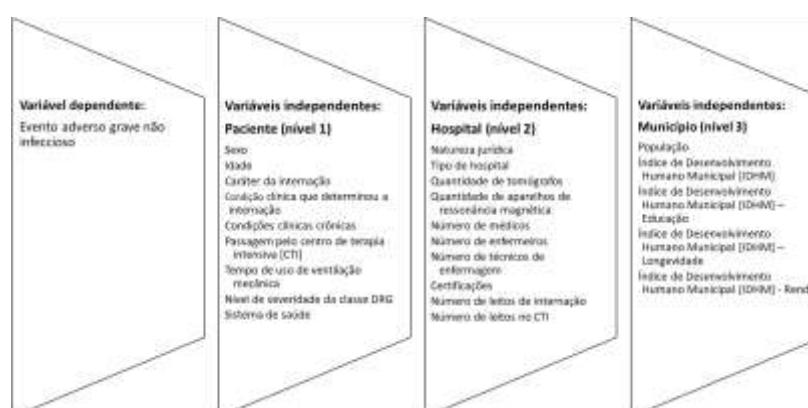 Variável dependente:
Evento adverso grave não
infeccioso
Variáveis independentes:
Paciente (nível 1)
Sexo
Idade
Caráter da internação
Condição clínica que determinou a
internação
Condições clínicas crônicas
Passagem pelo centro de terapia
intensiva (CTI)
Tempo de uso de ventilação
mecânica
Nível de severidade da classe DRG
Sistema de saúde
Variáveis independentes:
Hospital (nível 2)
Natureza jurídica
Tipo de hospital
Quantidade de tomógrafos
Quantidade de aparelhos de
ressonância magnética
Número de médicos
Número de enfermeiros
Número de técnicos de
enfermagem
Certificações
Número de leitos de internação
Número de leitos no CTI
Variáveis independentes:
Município (nível 3)
População
Índice de Desenvolvimento
Humano Municipal (IDHM)
Índice de Desenvolvimento
Humano Municipal (IDHM) –
Educação
Índice de Desenvolvimento
Humano Municipal (IDHM) –
Longevidade
Índice de Desenvolvimento
Humano Municipal (IDHM) - Rend